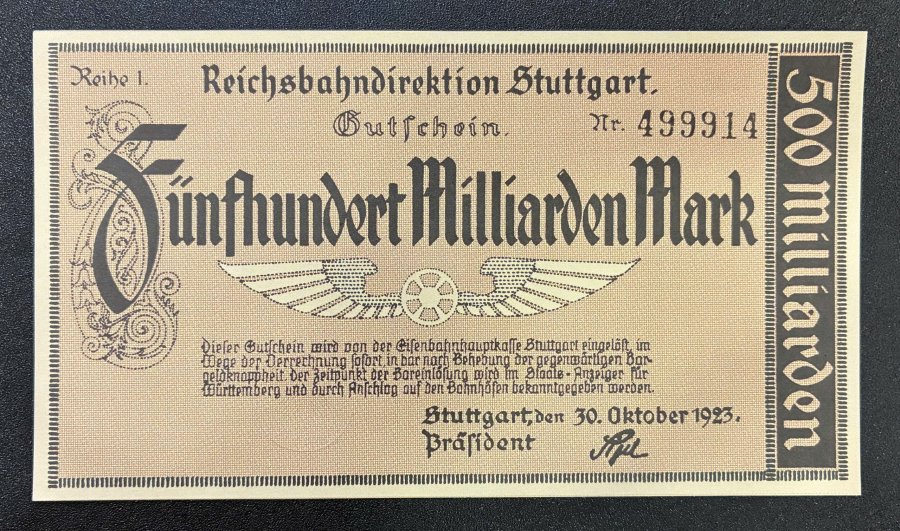 Reihe 1.
Reichsbahndirektion Stuttgart.
Gutschein.
Nr. 499914
Fünfhundert Milliarden Mark
Dieser Gutschein wird von der Eisenbahnhauptkasse Stuttgart eingelöst, im
Wege der Verrechnung sofort, in bar nach Behebung der gegenwärtigen Bar-
geldknappheit. der Zeitpunkt der Bareinlösung wird im Staats-Anzeiger für
Württemberg und durch Anschlag auf den Bahnhöfen bekanntgegeben werden.
Stuttgart, den 30. Oktober 1923.
Präsident
500 Milliarden